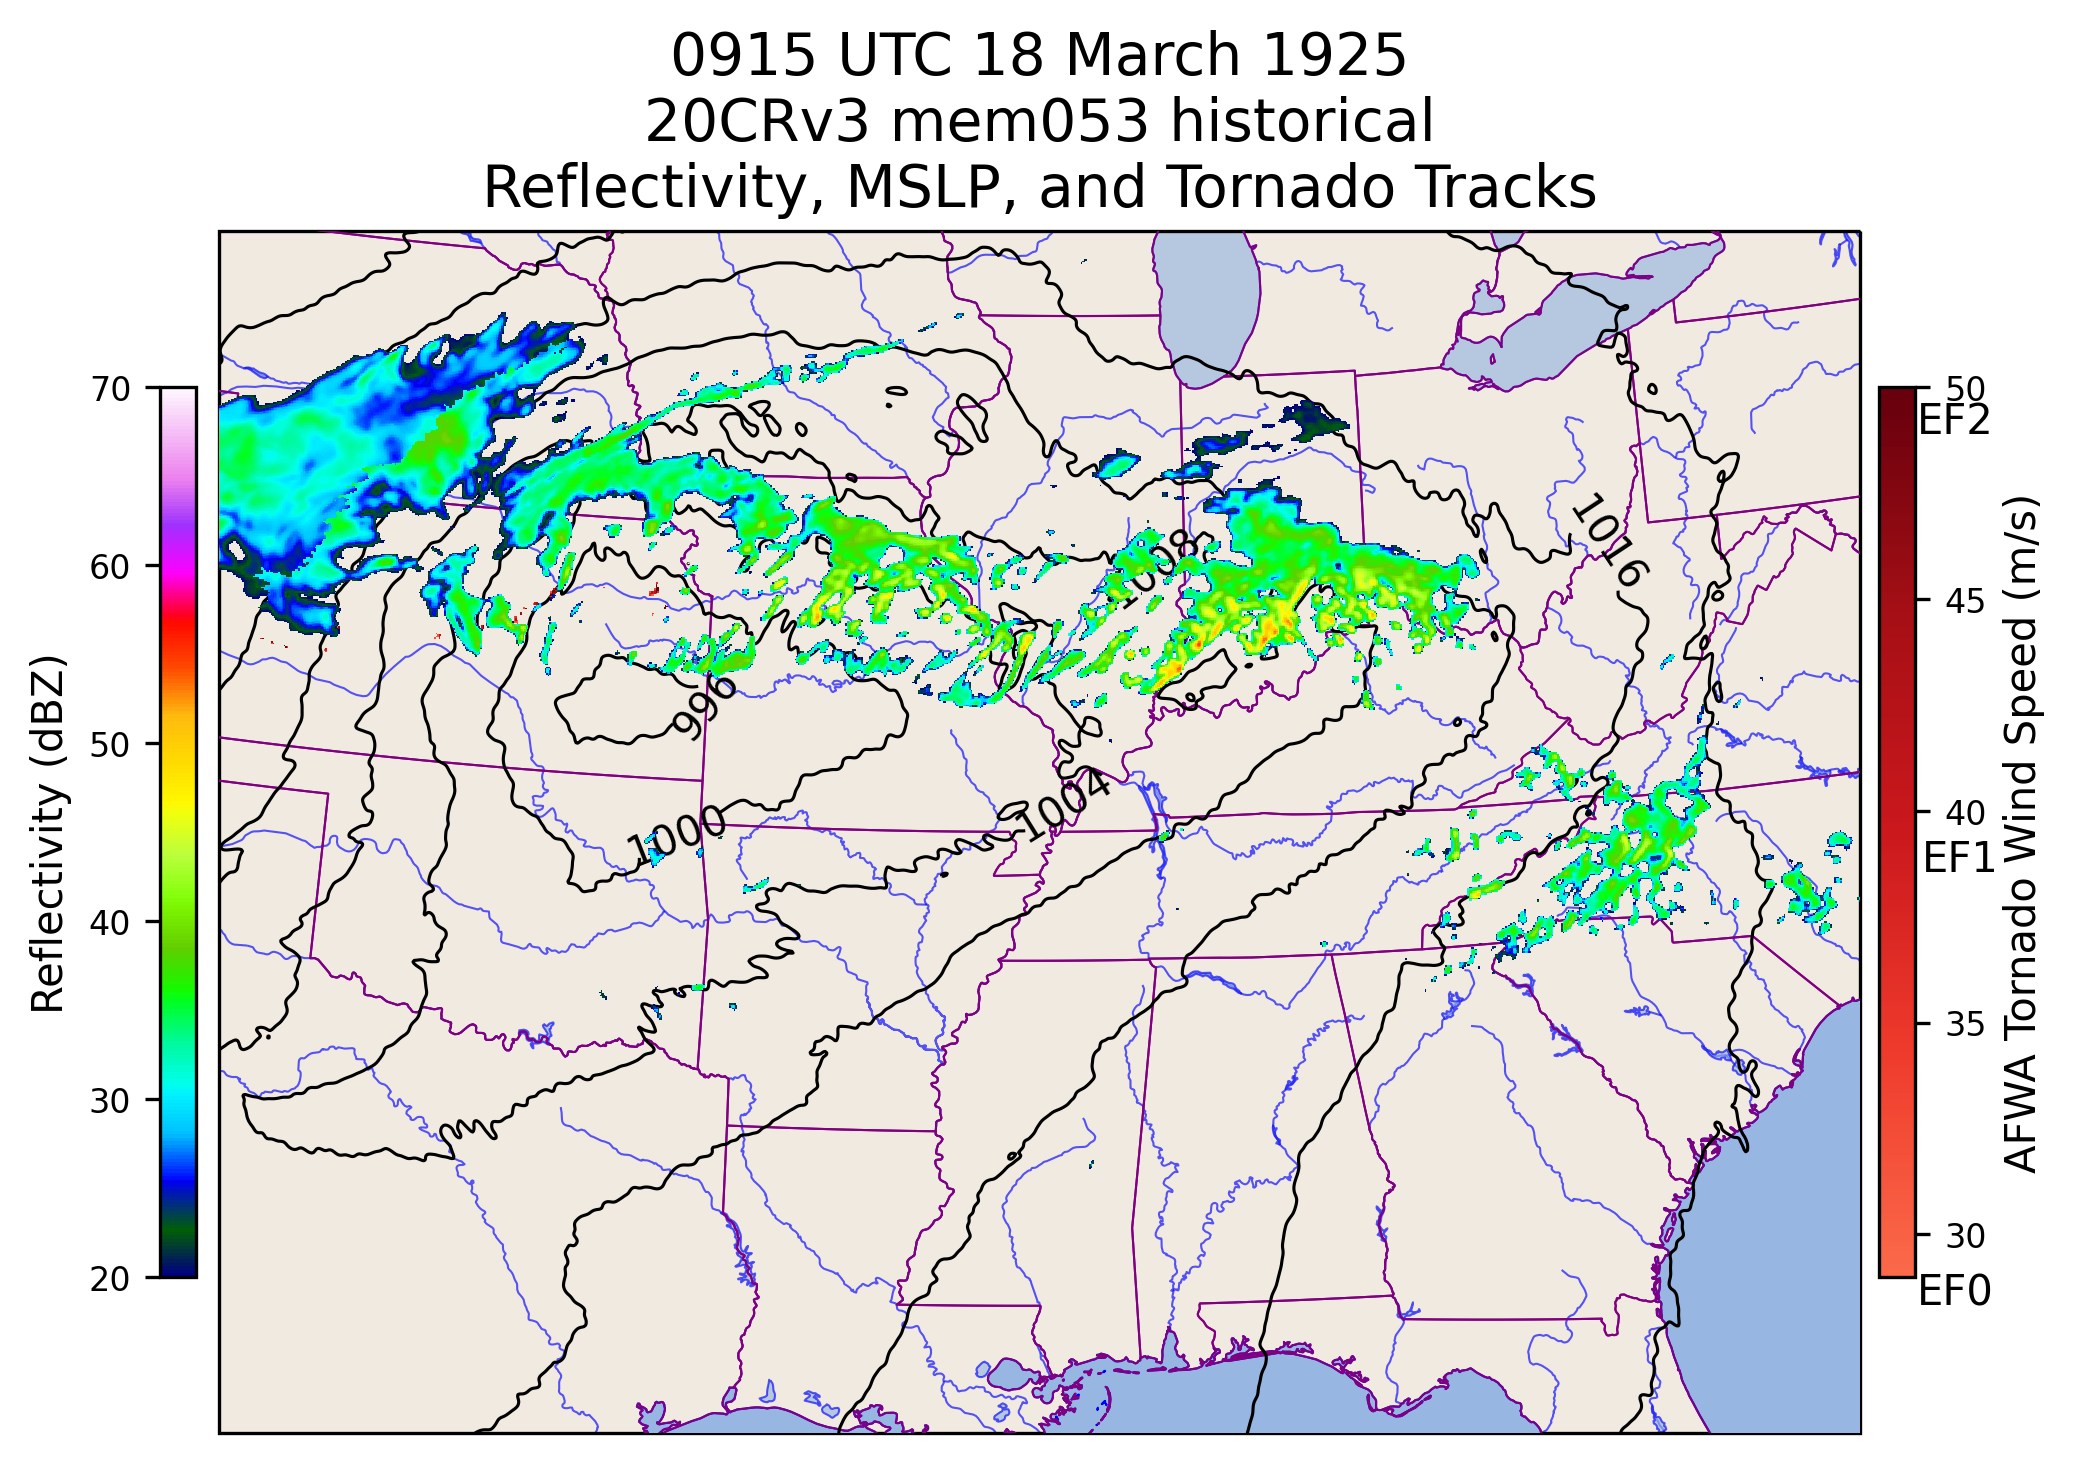 0915 UTC 18 March 1925
20CRv3 mem053 historical
Reflectivity, MSLP, and Tornado Tracks
Reflectivity (dBZ)
70
60
50
40
30
20
1016
1008
996
1004
1000
50
EF2
45
40
EF1
35
30
EF0
AFWA Tornado Wind Speed (m/s)